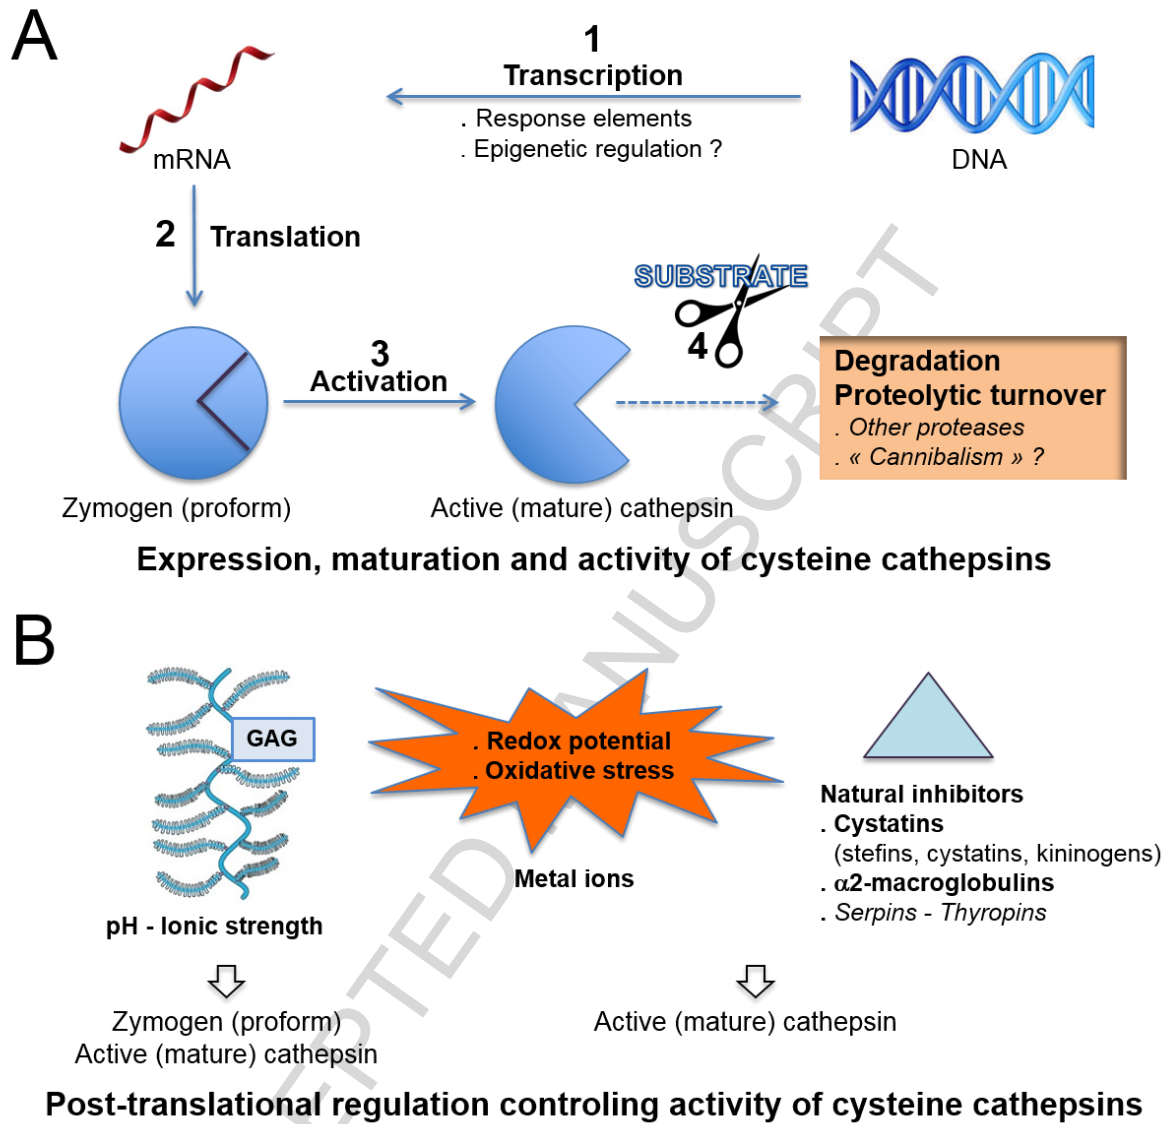 A
1
Transcription
. Response elements
. Epigenetic regulation ?
mRNA
DNA
2
Translation
SUBSTRATE
4
3
Activation
Degradation
Proteolytic turnover
. Other proteases
. « Cannibalism » ?
Zymogen (proform)
Active (mature) cathepsin
Expression, maturation and activity of cysteine cathepsins
B
GAG
. Redox potential
. Oxidative stress
Metal ions
Natural inhibitors
. Cystatins
(stefins, cystatins, kininogens)
. α2-macroglobulins
. Serpins - Thyropins
pH - Ionic strength
Zymogen (proform)
Active (mature) cathepsin
Active (mature) cathepsin
Post-translational regulation controling activity of cysteine cathepsins
EPTED MANUSCRIPT